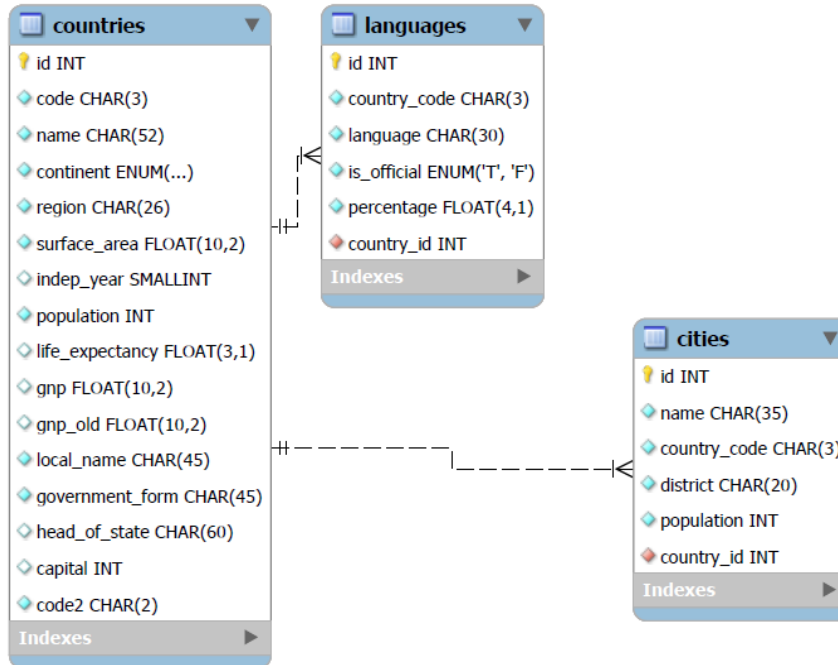 countries
id INT
code CHAR(3)
name CHAR(52)
continent ENUM(...)
region CHAR(26)
surface_area FLOAT(10,2)
indep_year SMALLINT
population INT
life_expectancy FLOAT(3,1)
gnp FLOAT(10,2)
gnp_old FLOAT(10,2)
local_name CHAR(45)
government_form CHAR(45)
head_of_state CHAR(60)
capital INT
code2 CHAR(2)
Indexes
languages
id INT
country_code CHAR(3)
language CHAR(30)
is_official ENUM('T', 'F')
percentage FLOAT(4,1)
country_id INT
Indexes
cities
id INT
name CHAR(35)
country_code CHAR(3)
district CHAR(20)
population INT
country_id INT
Indexes